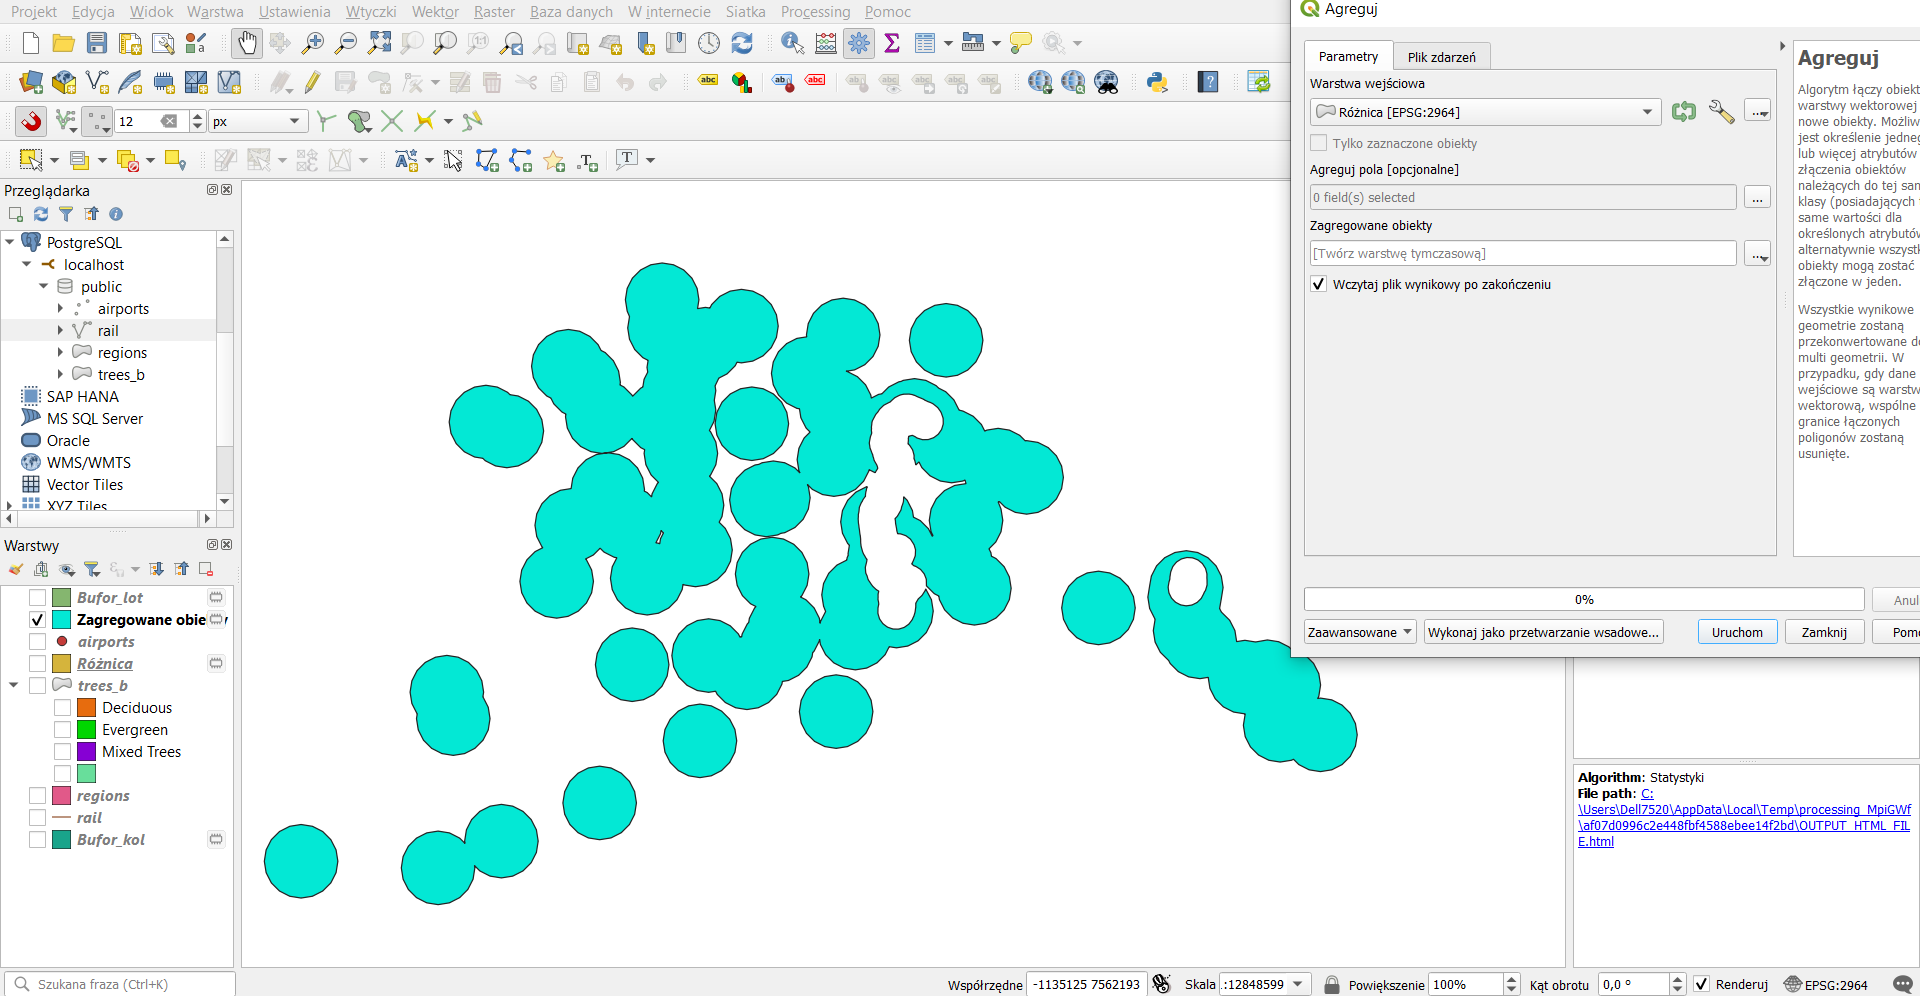 Projekt Edycja Widok Warstwa Ustawienia Wtyczki Wektor Raster Baza danych W internecie Siatka Processing Pomoc
12 px
Przeglądarka
PostgreSQL
localhost
public
airports
rail
regions
trees_b
SAP HANA
MS SQL Server
Oracle
WMS/WMTS
Vector Tiles
XYZ Tiles
Warstwy
Bufor_lot
Zagregowane obie
airports
Różnica
trees_b
Deciduous
Evergreen
Mixed Trees
regions
rail
Bufor_kol
Agreguj
Parametry Plik zdarzeń
Warstwa wejściowa
Różnica [EPSG:2964]
Tylko zaznaczone obiekty
Agreguj pola [opcjonalne]
0 field(s) selected
Zagregowane obiekty
[Twórz warstwę tymczasową]
Wczytaj plik wynikowy po zakończeniu
0%
Anul
Zaawansowane Wykonaj jako przetwarzanie wsadowe... Uruchom Zamknij Pomo
Agreguj
Algorytm łączy obiekt
warstwy wektorowej
nowe obiekty. Możliw
jest określenie jedneg
lub więcej atrybutów
złączenia obiektów
należących do tej sam
klasy (posiadających
same wartości dla
określonych atrybutów
alternatywnie wszystk
obiekty mogą zostać
złączone w jeden.
Wszystkie wynikowe
geometrie zostaną
przekonwertowane do
multi geometrii. W
przypadku, gdy dane
wejściowe są warstw
wektorową, wspólne
granice łączonych
poligonów zostaną
usunięte.
Algorithm: Statystyki
File path: C:
\Users\Dell7520\AppData\Local\Temp\processing_MpiGWf
\af07d0996c2e448fbf4588ebee14f2bd\OUTPUT_HTML_FIL
E.html
Szukana fraza (Ctrl+K)
Współrzędne -1135125 7562193 Skala .:12848599 Powiększenie 100% Kąt obrotu 0,0 ° Renderuj EPSG:2964